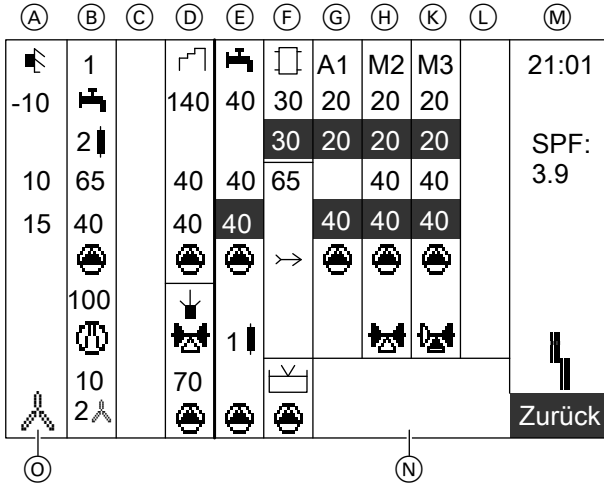 A B C D E F G H K L M
1 A1 M2 M3 21:01
-10 140 40 30 20 20 20
2 30 20 20 20 SPF:
10 65 40 40 65 40 40 3.9
15 40 40 40 40 40 40
100
1
10 70
2 Zurück
O N